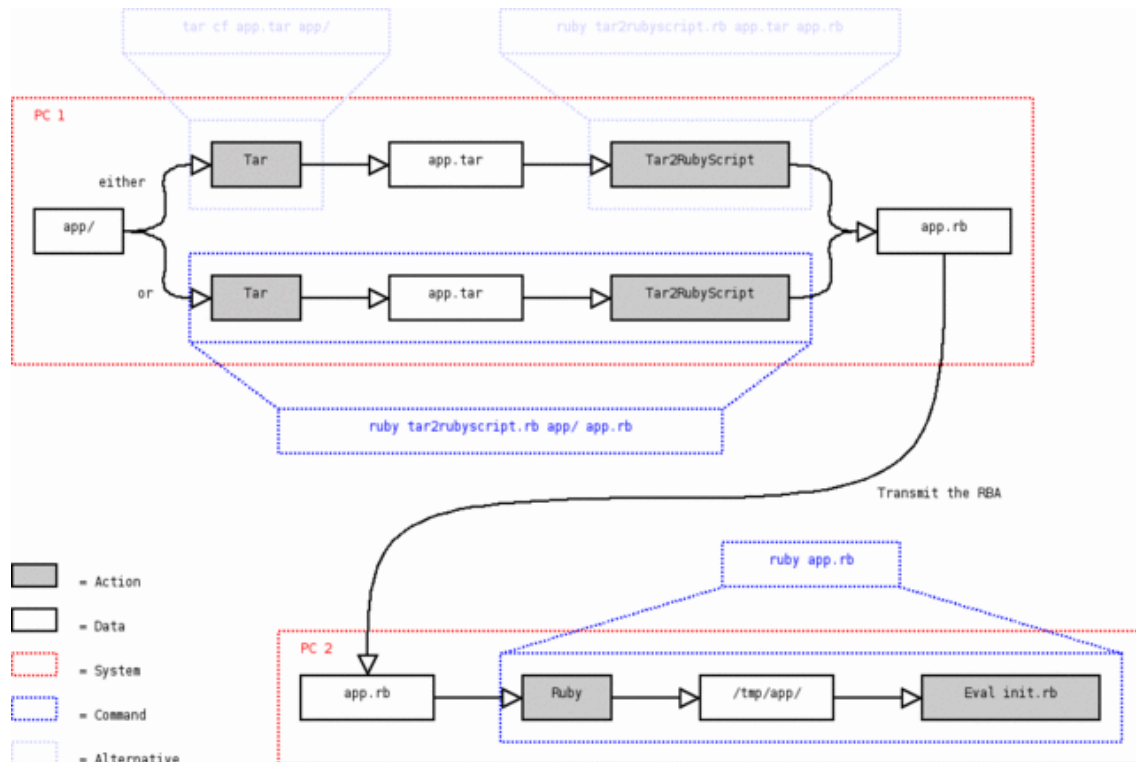 tar cf app.tar app/
ruby tar2rubyscript.rb app.tar app.rb
PC 1
either
Tar
app.tar
Tar2RubyScript
app/
app.rb
or
Tar
app.tar
Tar2RubyScript
ruby tar2rubyscript.rb app/ app.rb
Transmit the RBA
ruby app.rb
= Action
= Data
= System
= Command
= Alternative
PC 2
app.rb
Ruby
/tmp/app/
Eval init.rb